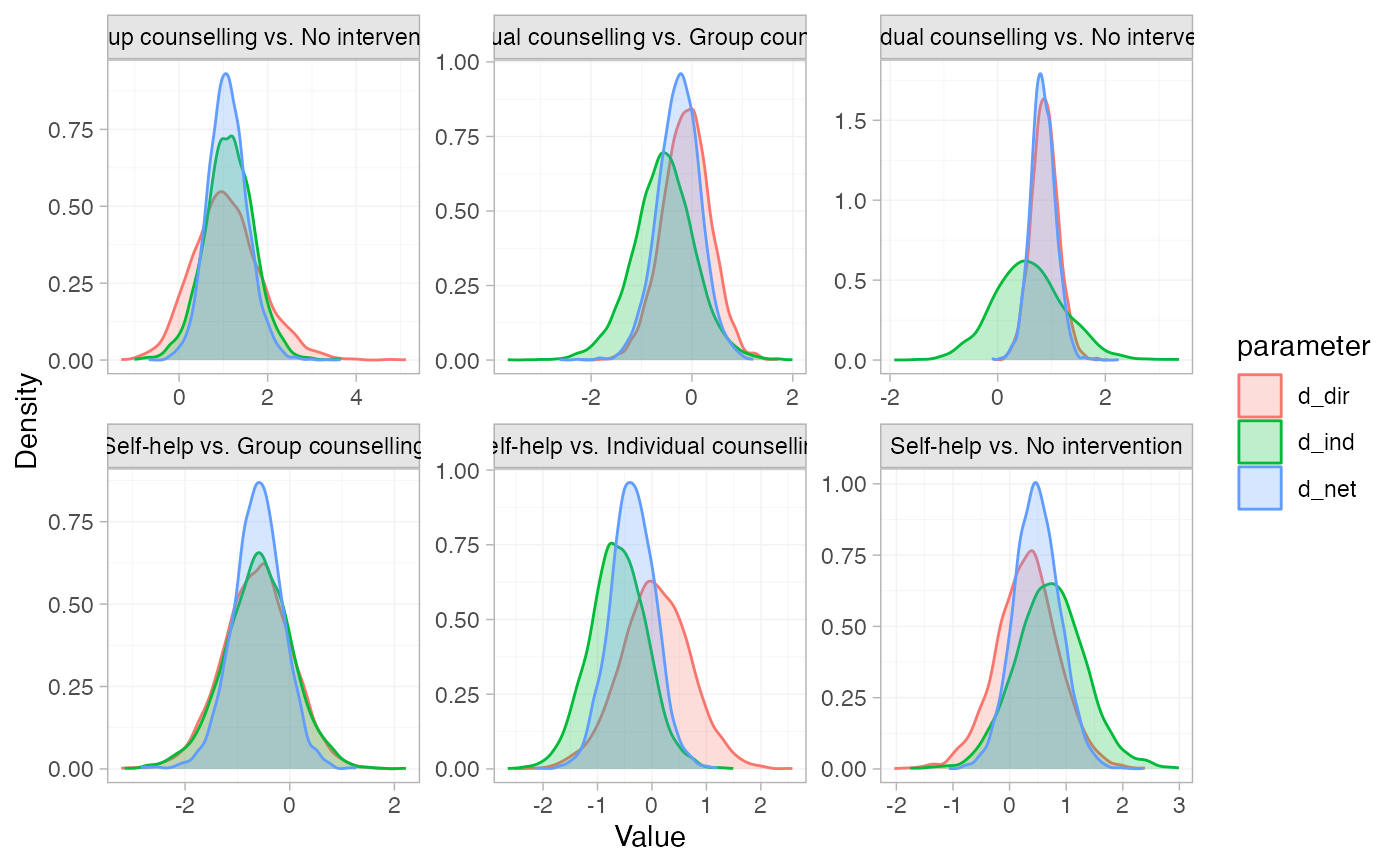 up counselling vs. No interven
ual counselling vs. Group coun
dual counselling vs. No interve
1.00
0.75
0.50
0.25
0.00
0 2 4
1.00
0.75
0.50
0.25
0.00
-2 0 2
1.5
1.0
0.5
0.0
-2 0 2
Density
Self-help vs. Group counselling
elf-help vs. Individual counsellin
Self-help vs. No intervention
0.75
0.50
0.25
0.00
-2 0 2
1.00
0.75
0.50
0.25
0.00
-2 -1 0 1 2
1.00
0.75
0.50
0.25
0.00
-2 -1 0 1 2 3
Value
parameter
d_dir
d_ind
d_net